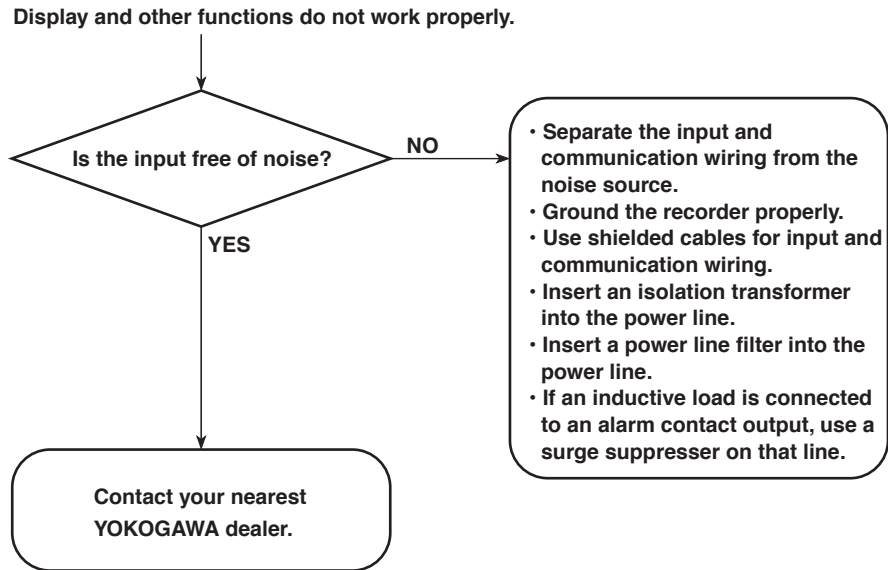 Display and other functions do not work properly.
Is the input free of noise?
NO
YES
· Separate the input and
communication wiring from the
noise source.
· Ground the recorder properly.
· Use shielded cables for input and
communication wiring.
· Insert an isolation transformer
into the power line.
· Insert a power line filter into the
power line.
· If an inductive load is connected
to an alarm contact output, use a
surge suppresser on that line.
Contact your nearest
YOKOGAWA dealer.